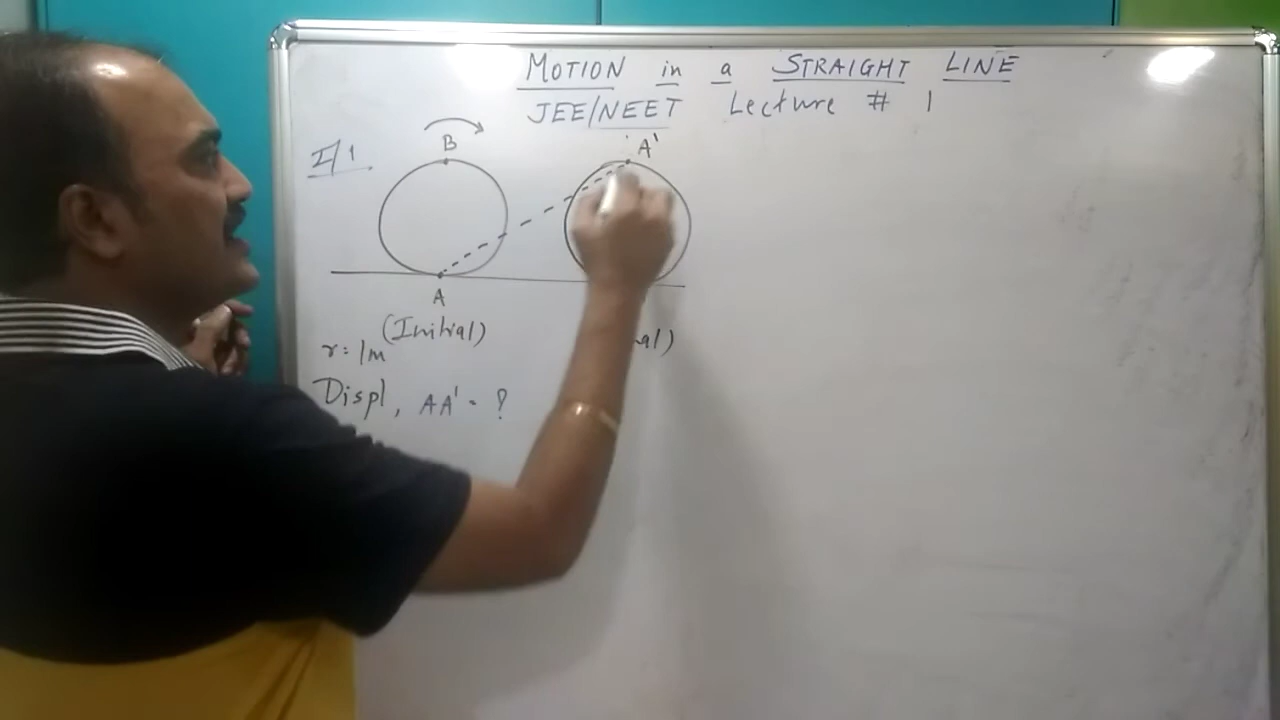 MOTION in a STRAIGHT LINE
JEE/NEET Lecture # 1
I/1
B
A'
A
(Initial)
r = 1m
Displ, AA' = ?